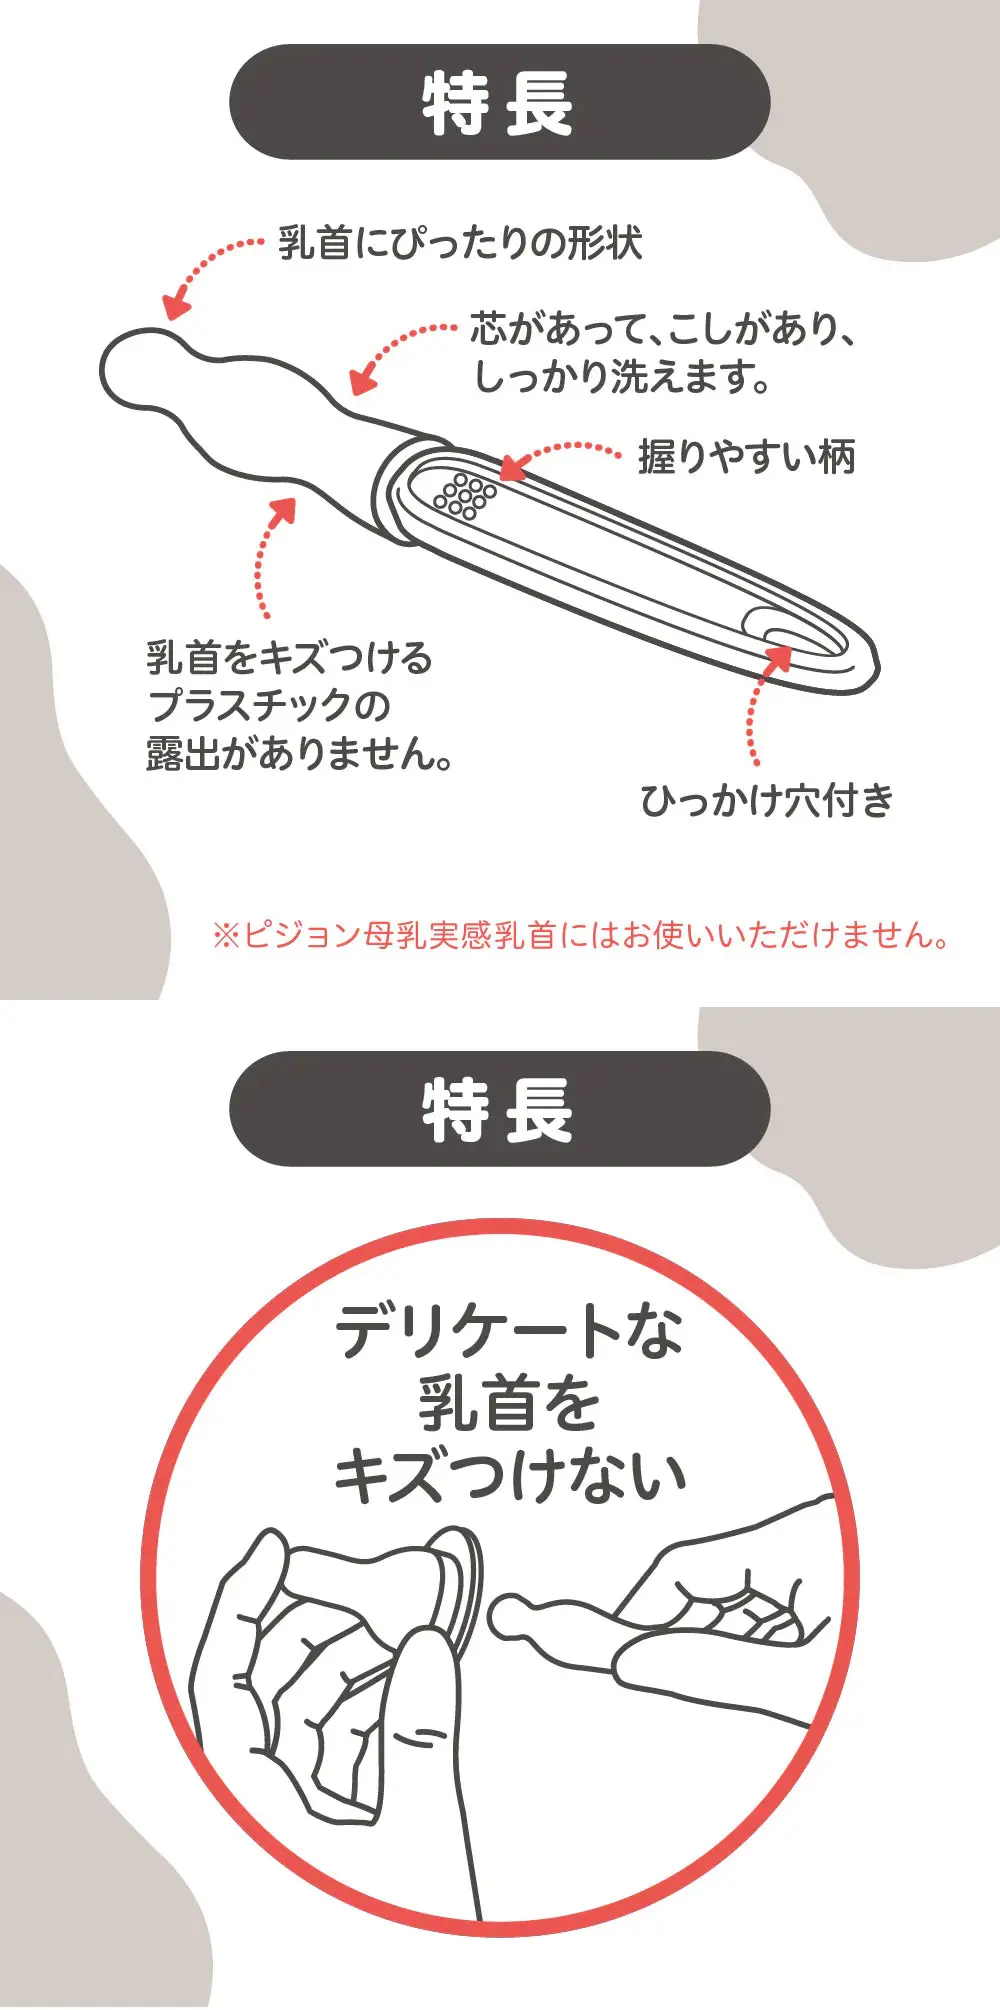 特長
乳首にぴったりの形状
芯があって、こしがあり、
しっかり洗えます。
握りやすい柄
乳首をキズつける
プラスチックの
露出がありません。
ひっかけ穴付き
※ピジョン母乳実感乳首にはお使いいただけません。
特長
デリケートな
乳首を
キズつけない